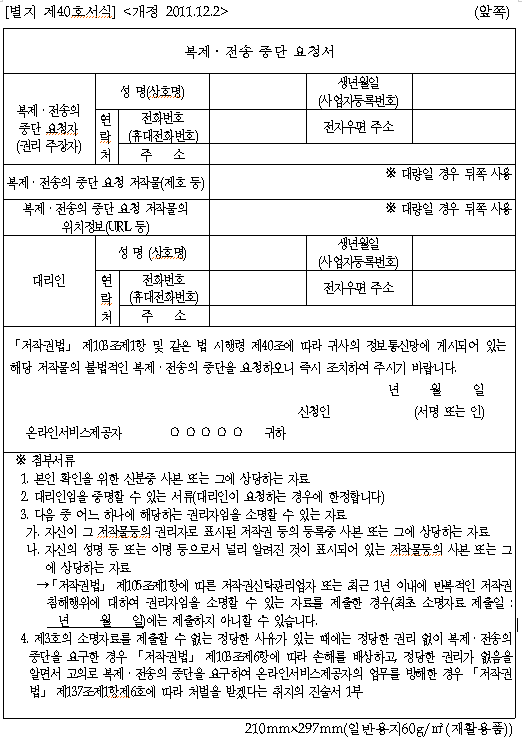 [별지 제40호서식] <개정 2011.12.2> (앞쪽)
복제·전송 중단 요청서
복제·전송의
중단 요청자
(권리 주장자)
성 명(상호명)
생년월일
(사업자등록번호)
연
락
처
전화번호
(휴대전화번호)
전자우편 주소
주 소
복제·전송의 중단 요청 저작물(제호 등)
※ 대량일 경우 뒤쪽 사용
복제·전송의 중단 요청 저작물의
위치정보(URL 등)
※ 대량일 경우 뒤쪽 사용
대리인
성 명 (상호명)
생년월일
(사업자등록번호)
연
락
처
전화번호
(휴대전화번호)
전자우편 주소
주 소
「저작권법」 제103조제1항 및 같은 법 시행령 제40조에 따라 귀사의 정보통신망에 게시되어 있는
해당 저작물의 불법적인 복제·전송의 중단을 요청하오니 즉시 조치하여 주시기 바랍니다.
년 월 일
신청인 (서명 또는 인)
온라인서비스제공자 ○ ○ ○ ○ ○ 귀하
※ 첨부서류
1. 본인 확인을 위한 신분증 사본 또는 그에 상당하는 자료
2. 대리인임을 증명할 수 있는 서류(대리인이 요청하는 경우에 한정합니다)
3. 다음 중 어느 하나에 해당하는 권리자임을 소명할 수 있는 자료
가. 자신이 그 저작물등의 권리자로 표시된 저작권 등의 등록증 사본 또는 그에 상당하는 자료
나. 자신의 성명 등 또는 이명 등으로서 널리 알려진 것이 표시되어 있는 저작물등의 사본 또는 그
에 상당하는 자료
→「저작권법」 제105조제1항에 따른 저작권신탁관리업자 또는 최근 1년 이내에 반복적인 저작권
침해행위에 대하여 권리자임을 소명할 수 있는 자료를 제출한 경우(최초 소명자료 제출일 :
년 월 일)에는 제출하지 아니할 수 있습니다.
4. 제3호의 소명자료를 제출할 수 없는 정당한 사유가 있는 때에는 정당한 권리 없이 복제·전송의
중단을 요구한 경우 「저작권법」 제103조제6항에 따라 손해를 배상하고, 정당한 권리가 없음을
알면서 고의로 복제·전송의 중단을 요구하여 온라인서비스제공자의 업무를 방해한 경우 「저작권
법」 제137조제1항제6호에 따라 처벌을 받겠다는 취지의 진술서 1부
210mm×297mm(일반용지60g/㎡(재활용품))